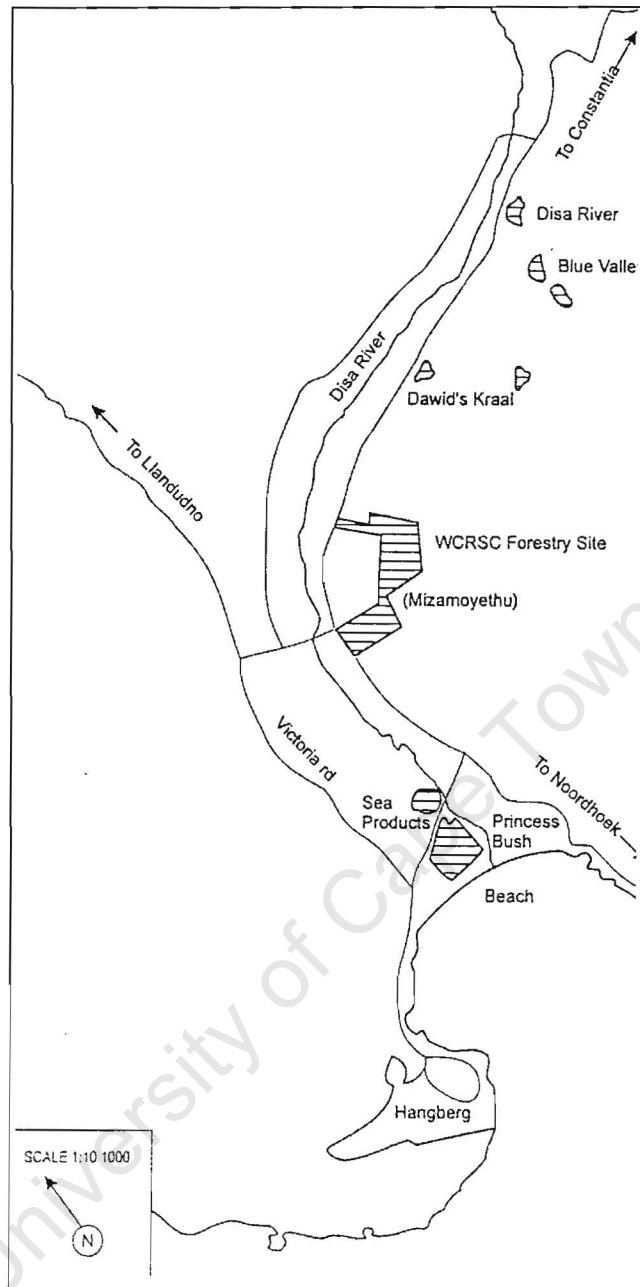 To Constantia
Disa River
Blue Valle
Disa River
Dawid's Kraal
To Llandudno
WCRSC Forestry Site
(Mizamoyethu)
Victoria rd
To Noordhoek
Sea
Products
Princess
Bush
Beach
Hangberg
SCALE 1:10 1000
N
University of Cape Town